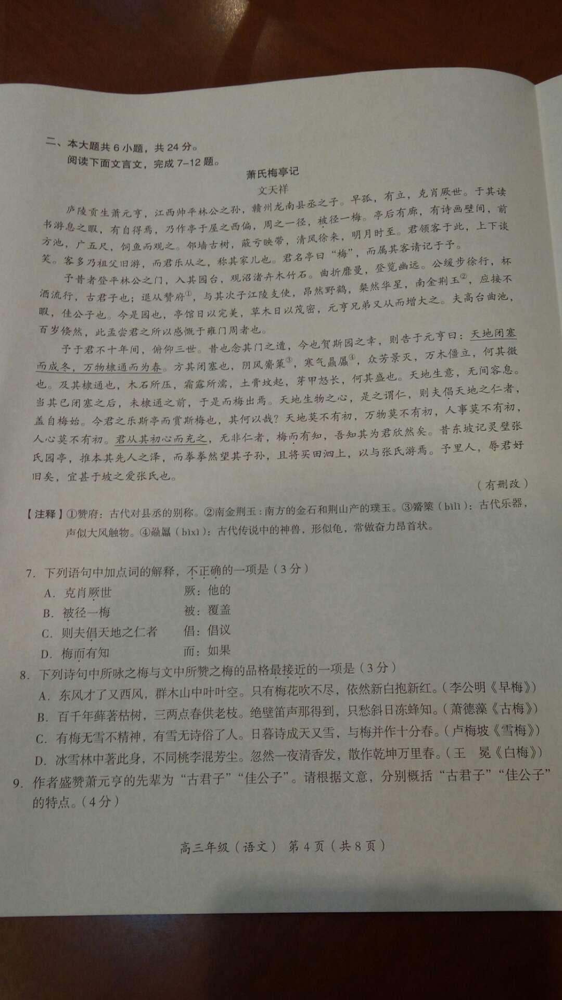 二、本大题共6小题，共24分。
阅读下面文言文，完成7-12题。
萧氏梅亭记
文天祥
庐陵贡生萧元亨，江西帅平林公之孙，赣州龙南县丞之子。早孤，有立，克肖厥世。于其读
书游息之暇，有自得焉，乃作亭于屋之西偏，周之一径，被径一梅。亭后有廊，有诗画壁间，前
方池，广五尺，饲鱼而观之。邻墙古树，蔽亏映带，清风徐来，明月时至。君领客于此，上下谈
笑。客多乃祖父旧游，而君乐从之，称其家儿也。君名亭曰“梅”，而属其客请记于予。
予昔者登平林公之门，入其园台，观沼渚卉木竹石。曲折靡曼，登览幽远。公缓步徐行，杯
酒流行，古君子也；退从赞府①，与其次子江陵支使，昂然野鹤，粲然华星，南金荆玉②，应接不
暇，佳公子也。今是园也，亭馆日以完美，草木日以茂密，元亨兄弟又从而增大之。夫高台曲池，
百岁倏然，此孟尝君之所以感慨于雍门周者也。
予于君不十年间，俯仰三世。昔也念其门之遭，今也贺斯园之幸，则告于元亨曰：天地闭塞
而成冬，万物棣通而为春。方其闭塞也，阴风觱篥③，寒气赑屭④，众芳景灭，万木僵立，何其微
也。及其棣通也，木石所压，霜露所濡，土膏坟起，芽甲怒长，何其盛也。天地生意，无间容息。
当其已闭塞之后，未棣通之前，于是而梅出焉。天地生物之心，是之谓仁，则夫倡天地之仁者，
盖自梅始。今君之乐斯亭而赏斯梅也，其何以哉？天地莫不有初，万物莫不有初，人事莫不有初，
人心莫不有初。君从其初心而充之，无非仁者，梅而有知，吾知其为君欣然矣。昔东坡记灵壁张
氏园亭，推本其先人之泽，而拳拳然望其子孙，且将买田泗上，以与张氏游焉。予里人，辱君好
旧矣，宜甚于坡之爱张氏也。
（有删改）
【注释】①赞府：古代对县丞的别称。②南金荆玉：南方的金石和荆山产的璞玉。③觱篥（bìlì）：古代乐器，
声似大风触物。④赑屭（bìxì）：古代传说中的神兽，形似龟，常做奋力昂首状。
7. 下列语句中加点词的解释，不正确的一项是（3分）
A. 克肖厥世 厥：他的
B. 被径一梅 被：覆盖
C. 则夫倡天地之仁者 倡：倡议
D. 梅而有知 而：如果
8. 下列诗句中所咏之梅与文中所赞之梅的品格最接近的一项是（3分）
A. 东风才了又西风，群木山中叶叶空。只有梅花吹不尽，依然新白抱新红。（李公明《早梅》）
B. 百千年藓著枯树，三两点春供老枝。绝壁笛声那得到，只愁斜日冻蜂知。（萧德藻《古梅》）
C. 有梅无雪不精神，有雪无诗俗了人。日暮诗成天又雪，与梅并作十分春。（卢梅坡《雪梅》）
D. 冰雪林中著此身，不同桃李混芳尘。忽然一夜清香发，散作乾坤万里春。（王 冕《白梅》）
9. 作者盛赞萧元亨的先辈为“古君子”“佳公子”。请根据文意，分别概括“古君子”“佳公子”
的特点。（4分）
高三年级（语文） 第4页（共8页）